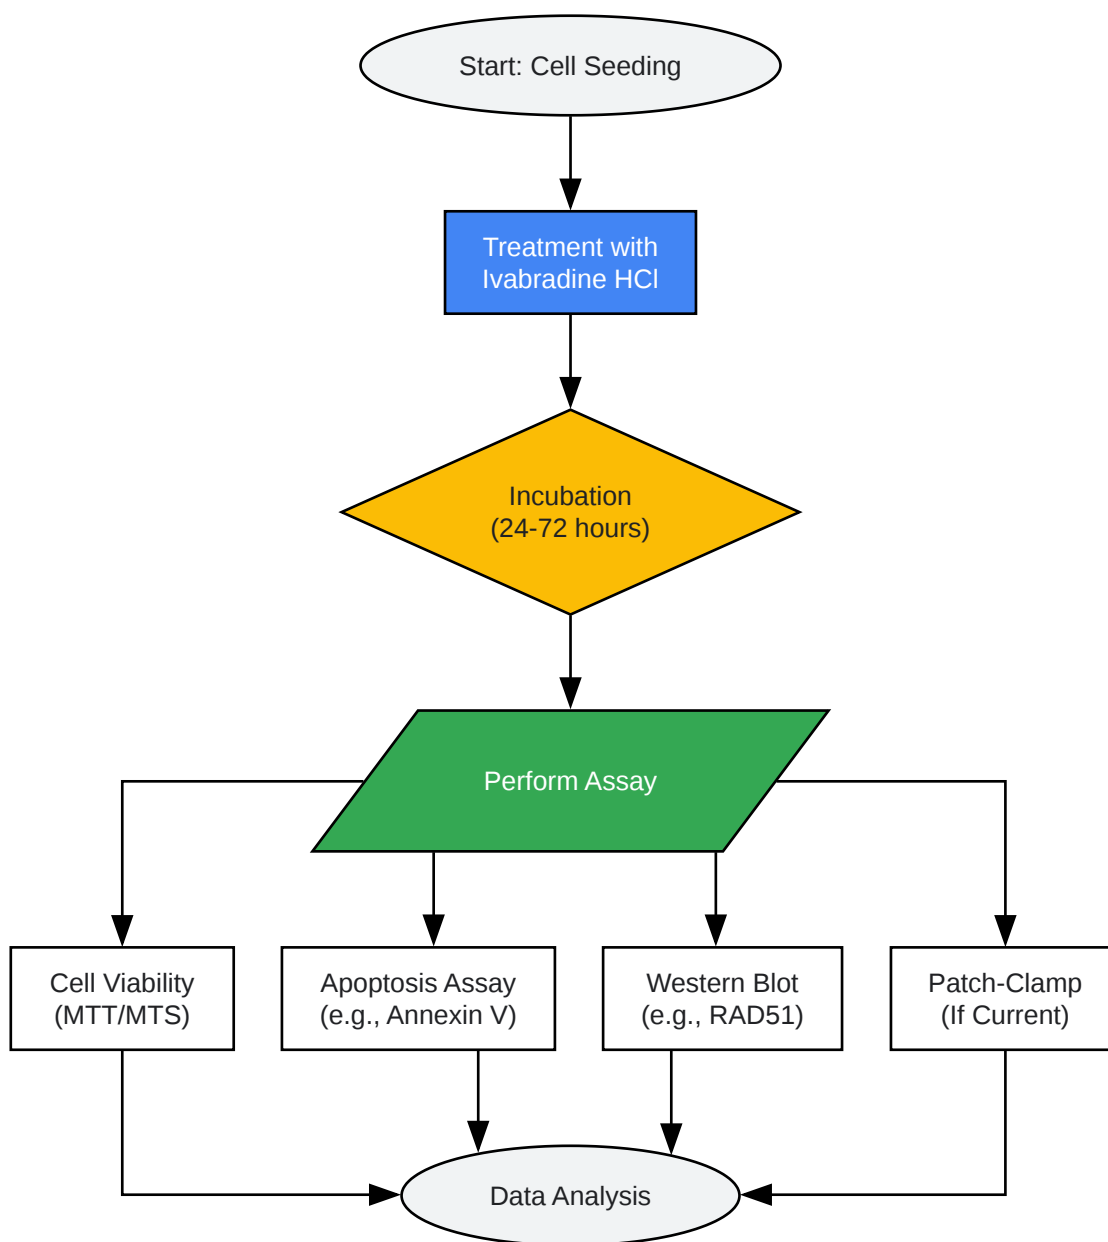 Start: Cell Seeding
Treatment with
Ivabradine HCl
Incubation
(24-72 hours)
Perform Assay
Cell Viability
(MTT/MTS)
Apoptosis Assay
(e.g., Annexin V)
Western Blot
(e.g., RAD51)
Patch-Clamp
(If Current)
Data Analysis